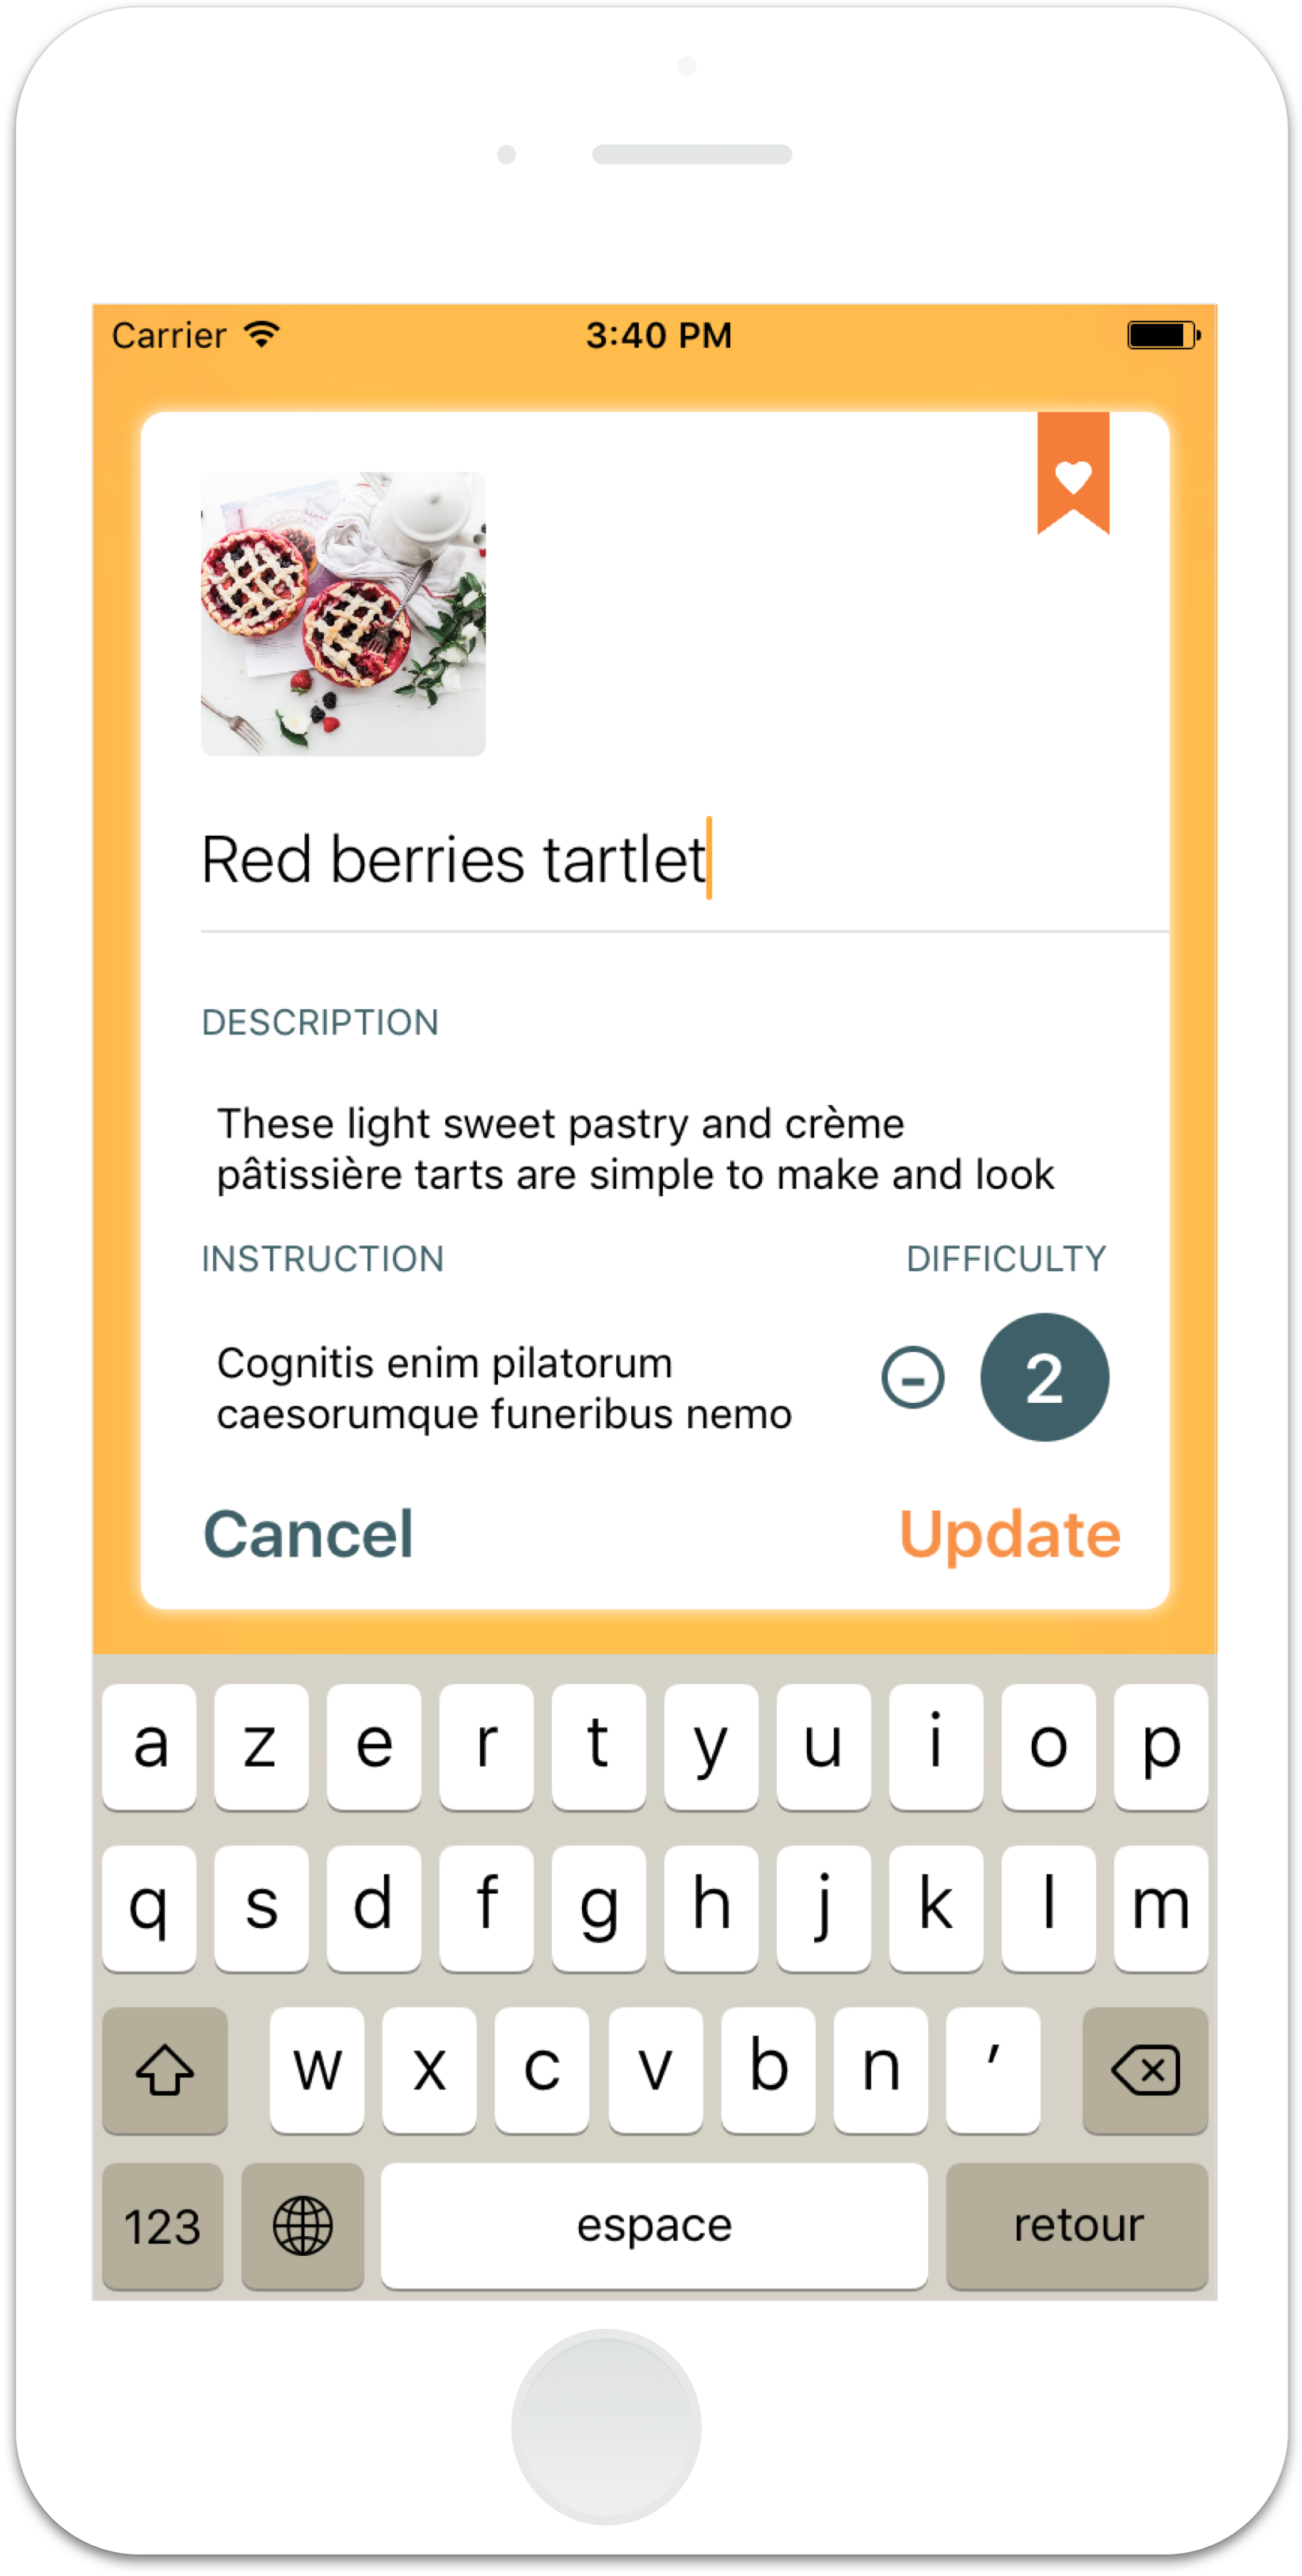 Carrier 3:40 PM
Red berries tartlet
DESCRIPTION
These light sweet pastry and crème
pâtissière tarts are simple to make and look
INSTRUCTION DIFFICULTY
Cognitis enim pilatorum
caesorumque funeribus nemo
- 2
Cancel Update
a z e r t y u i o p
q s d f g h j k l m
w x c v b n ′
123 espace retour